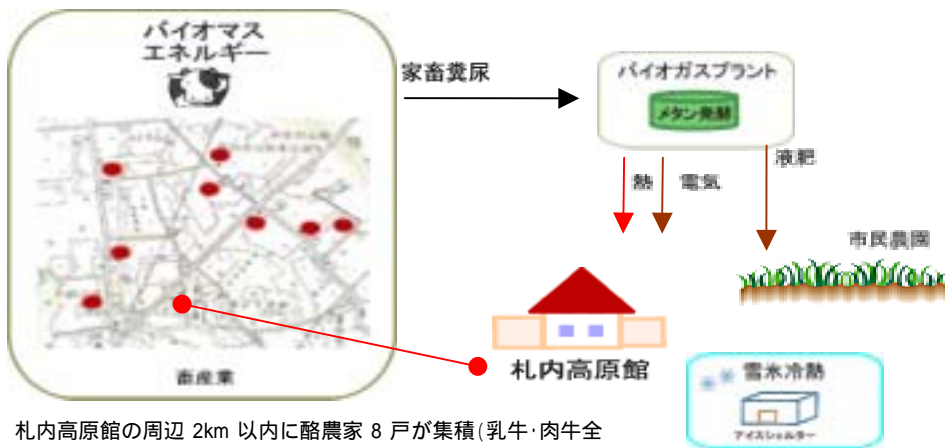 バイオマス
エネルギー
家畜糞尿
バイオガスプラント
メタン発酵
熱
電気
液肥
市民農園
札内高原館
畜産業
雪氷冷熱
アイスシェルター
札内高原館の周辺 2km 以内に酪農家 8 戸が集積(乳牛・肉牛全